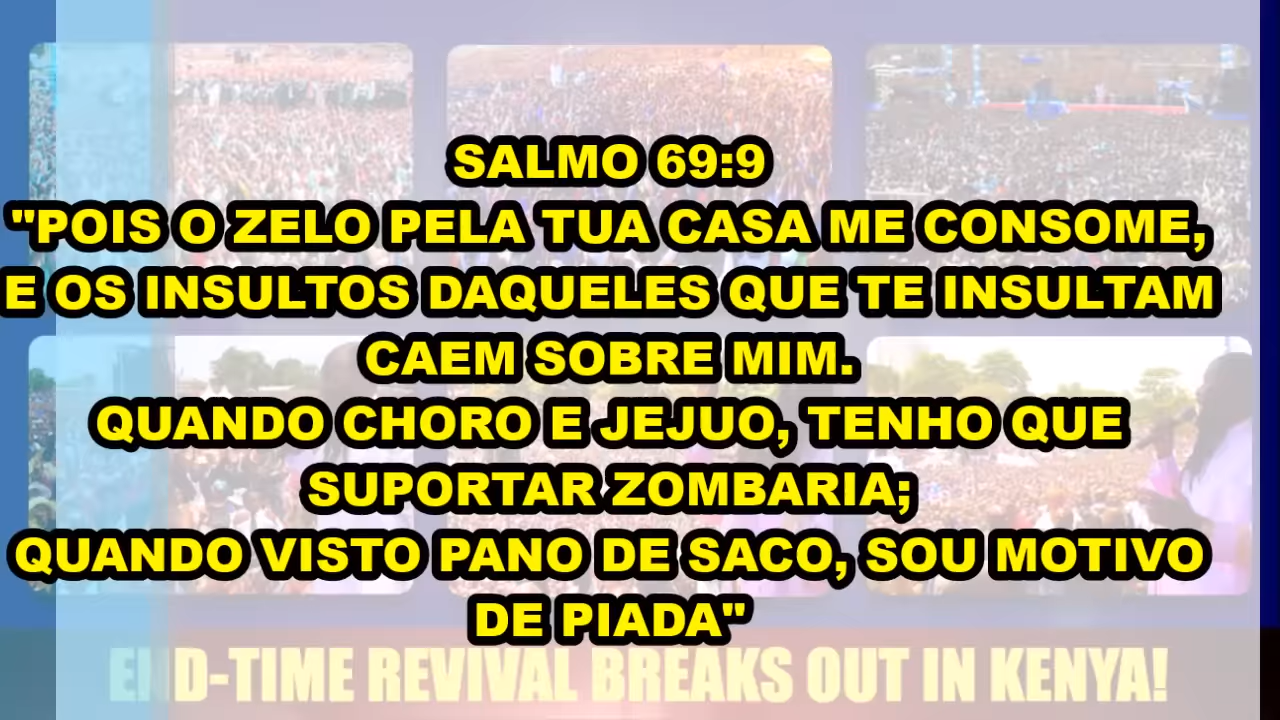 SALMO 69:9
"POIS O ZELO PELA TUA CASA ME CONSOME,
E OS INSULTOS DAQUELES QUE TE INSULTAM
CAEM SOBRE MIM.
QUANDO CHORO E JEJUO, TENHO QUE
SUPORTAR ZOMBARIA;
QUANDO VISTO PANO DE SACO, SOU MOTIVO
DE PIADA"
END-TIME REVIVAL BREAKS OUT IN KENYA!